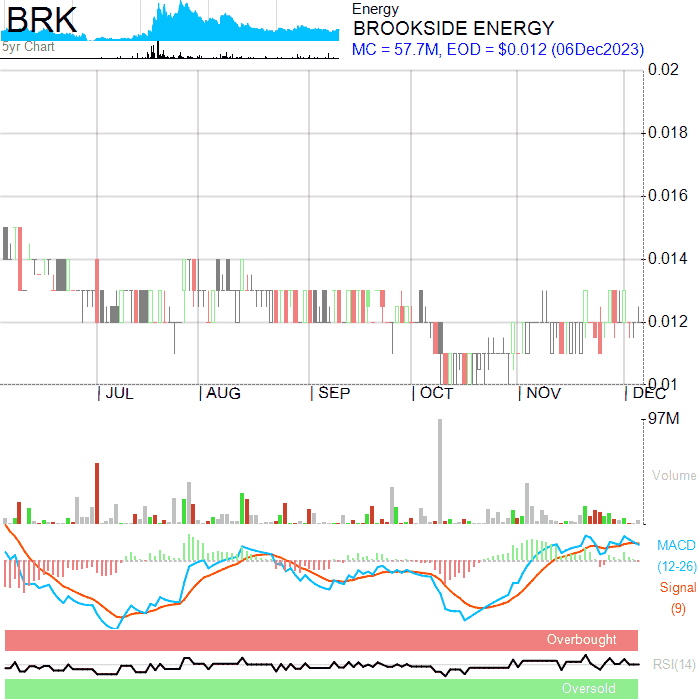 BRK
5yr Chart
Energy
BROOKSIDE ENERGY
MC = 57.7M, EOD = $0.012 (06Dec2023)
0.02
0.018
0.016
0.014
0.012
0.01
JUL AUG SEP OCT NOV DEC
97M
Volume
MACD
(12-26)
Signal
(9)
Overbought
RSI(14)
Oversold